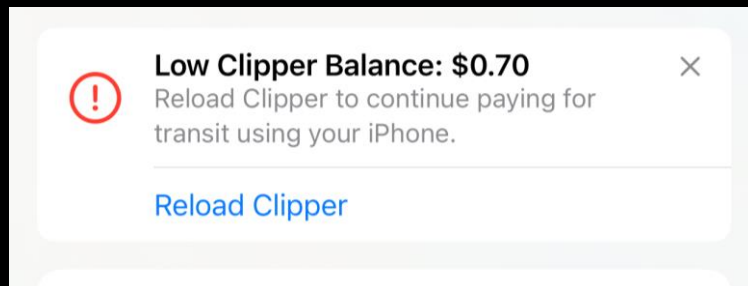 Low Clipper Balance: $0.70
Reload Clipper to continue paying for
transit using your iPhone.
Reload Clipper